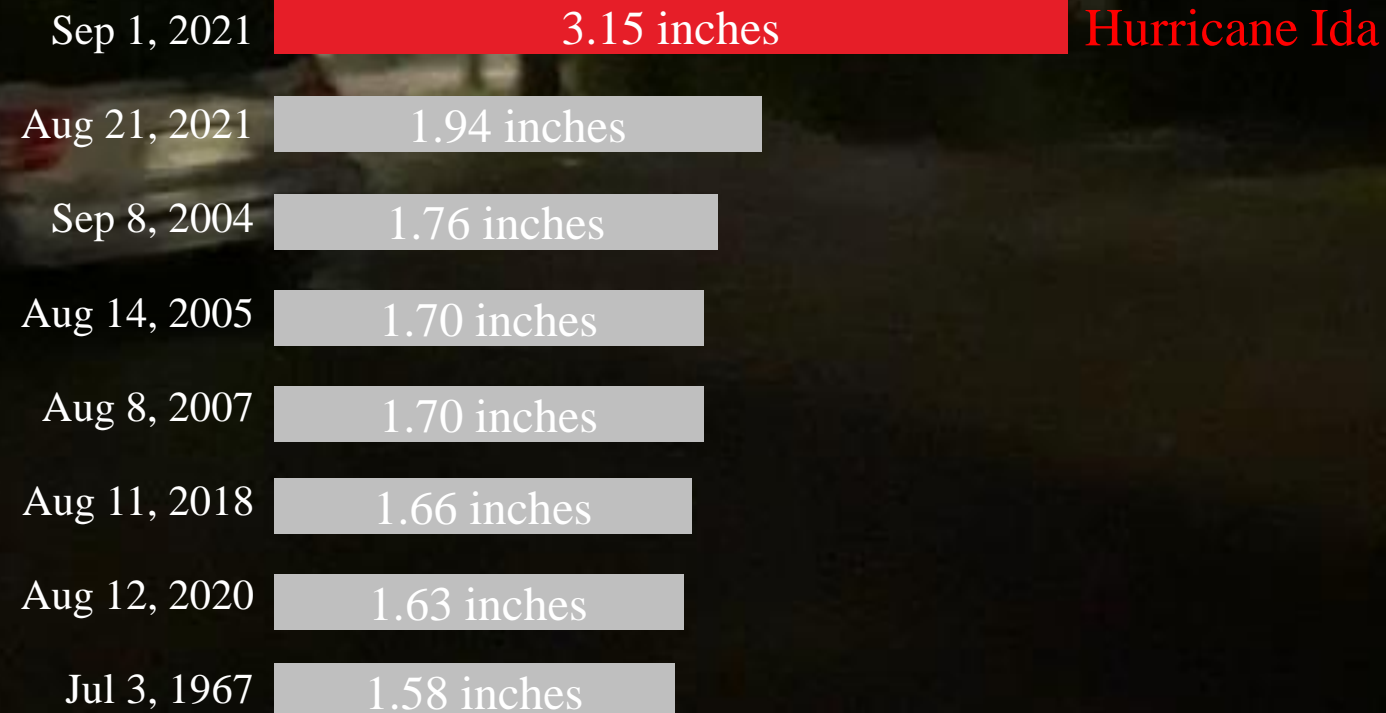 Sep 1, 2021 3.15 inches Hurricane Ida
Aug 21, 2021 1.94 inches
Sep 8, 2004 1.76 inches
Aug 14, 2005 1.70 inches
Aug 8, 2007 1.70 inches
Aug 11, 2018 1.66 inches
Aug 12, 2020 1.63 inches
Jul 3, 1967 1.58 inches